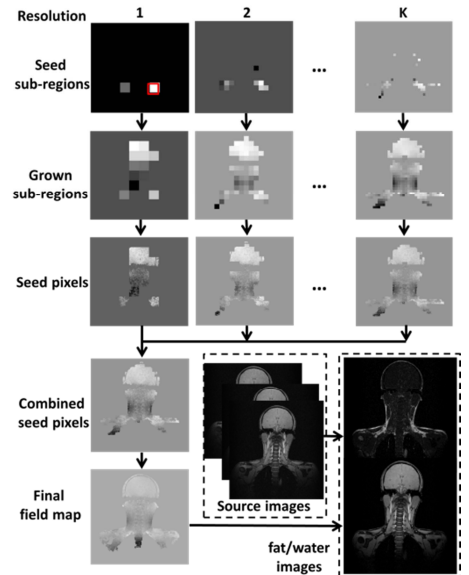 Resolution 1 2 K
Seed
sub-regions
...
Grown
sub-regions
Seed pixels
...
Combined
seed pixels
Source images
Final
field map
fat/water
images